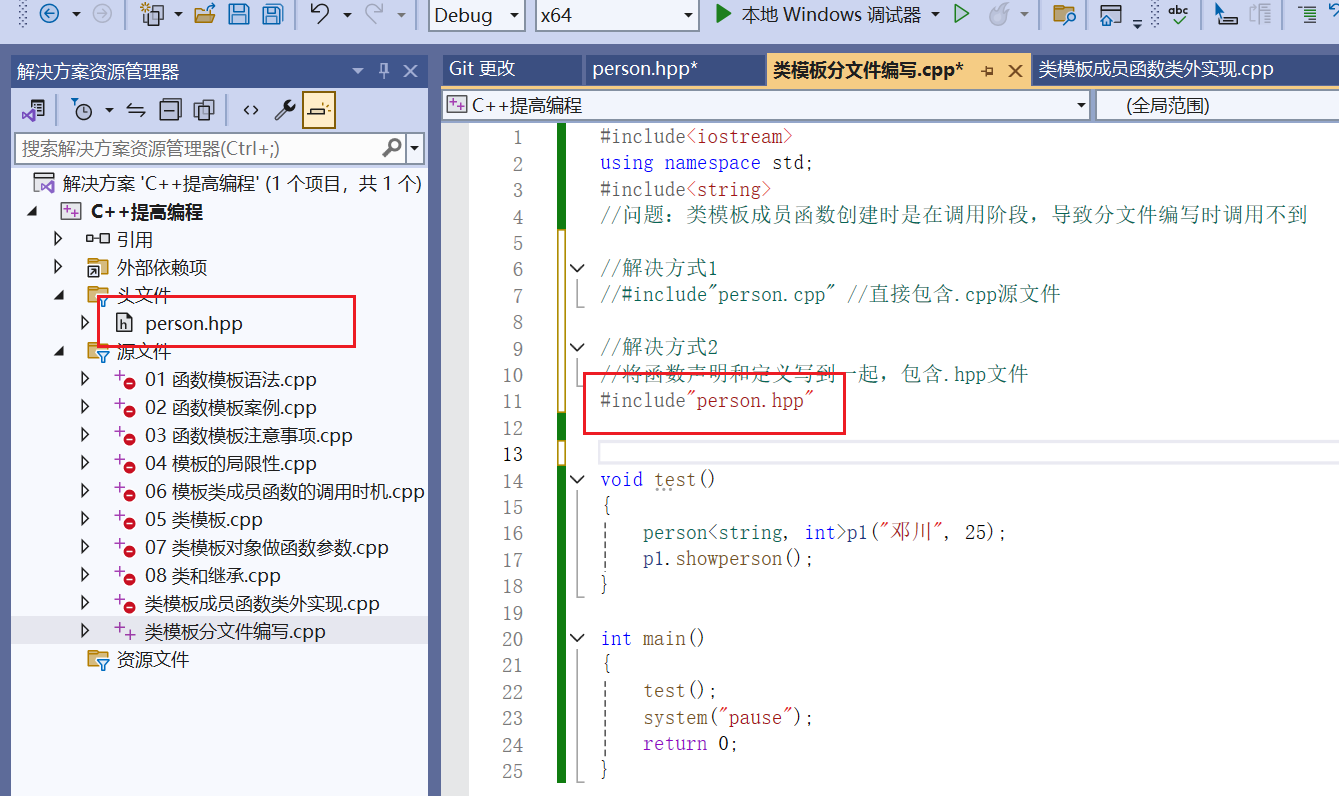 Debug x64 本地 Windows 调试器 abc
解决方案资源管理器
搜索解决方案资源管理器(Ctrl+;)
解决方案 'C++提高编程' (1 个项目，共 1 个)
C++提高编程
引用
外部依赖项
头文件
person.hpp
源文件
01 函数模板语法.cpp
02 函数模板案例.cpp
03 函数模板注意事项.cpp
04 模板的局限性.cpp
06 模板类成员函数的调用时机.cpp
05 类模板.cpp
07 类模板对象做函数参数.cpp
08 类和继承.cpp
类模板成员函数类外实现.cpp
类模板分文件编写.cpp
资源文件
Git 更改 person.hpp* 类模板分文件编写.cpp* 类模板成员函数类外实现.cpp
C++提高编程 (全局范围)
1 #include<iostream>
2 using namespace std;
3 #include<string>
4 //问题：类模板成员函数创建时是在调用阶段，导致分文件编写时调用不到
5
6 //解决方式1
7 //#include"person.cpp" //直接包含.cpp源文件
8
9 //解决方式2
10 //将函数声明和定义写到一起，包含.hpp文件
11 #include"person.hpp"
12
13
14 void test()
15 {
16 person<string, int>p1("邓川", 25);
17 p1.showperson();
18 }
19
20 int main()
21 {
22 test();
23 system("pause");
24 return 0;
25 }